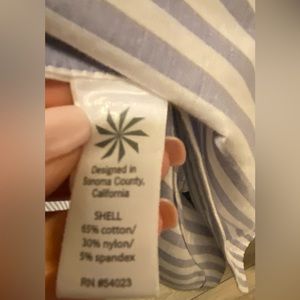 Designed in
Sonoma County,
California
SHELL
65% cotton/
30% nylon/
5% spandex
RN #54023